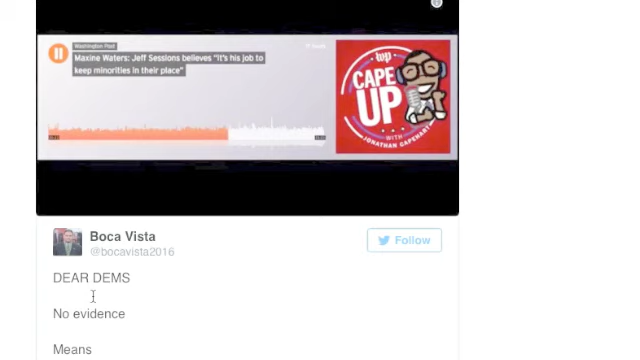 Washington Post
Maxine Waters: Jeff Sessions believes "it's his job to
keep minorities in their place"
wp
CAPE
UP
WITH
JONATHAN CAPEHART
Boca Vista
@bocavista2016
Follow
DEAR DEMS
No evidence
Means